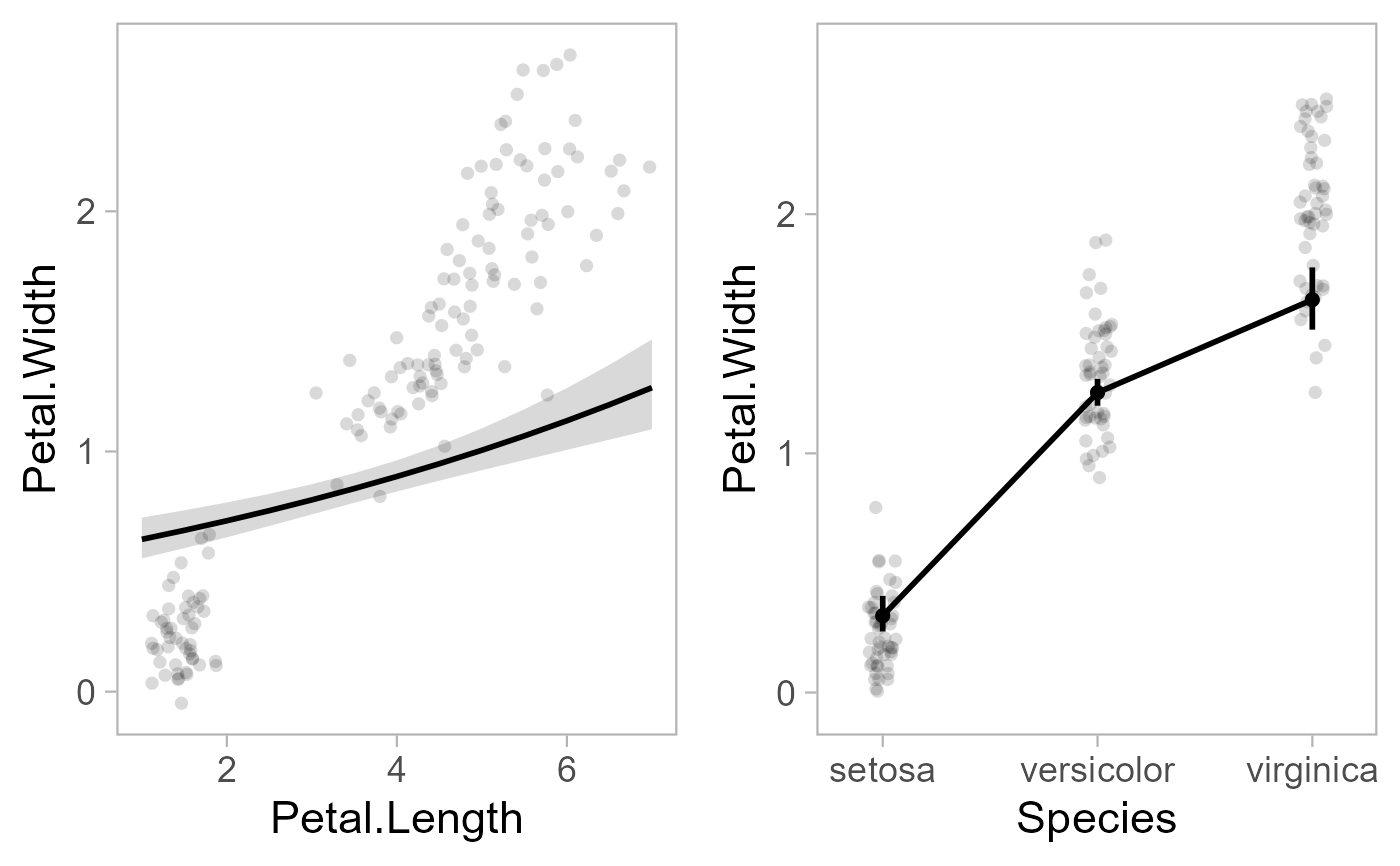 Petal.Width
2
1
0
2 4 6
Petal.Length
Petal.Width
2
1
0
setosa versicolor virginica
Species